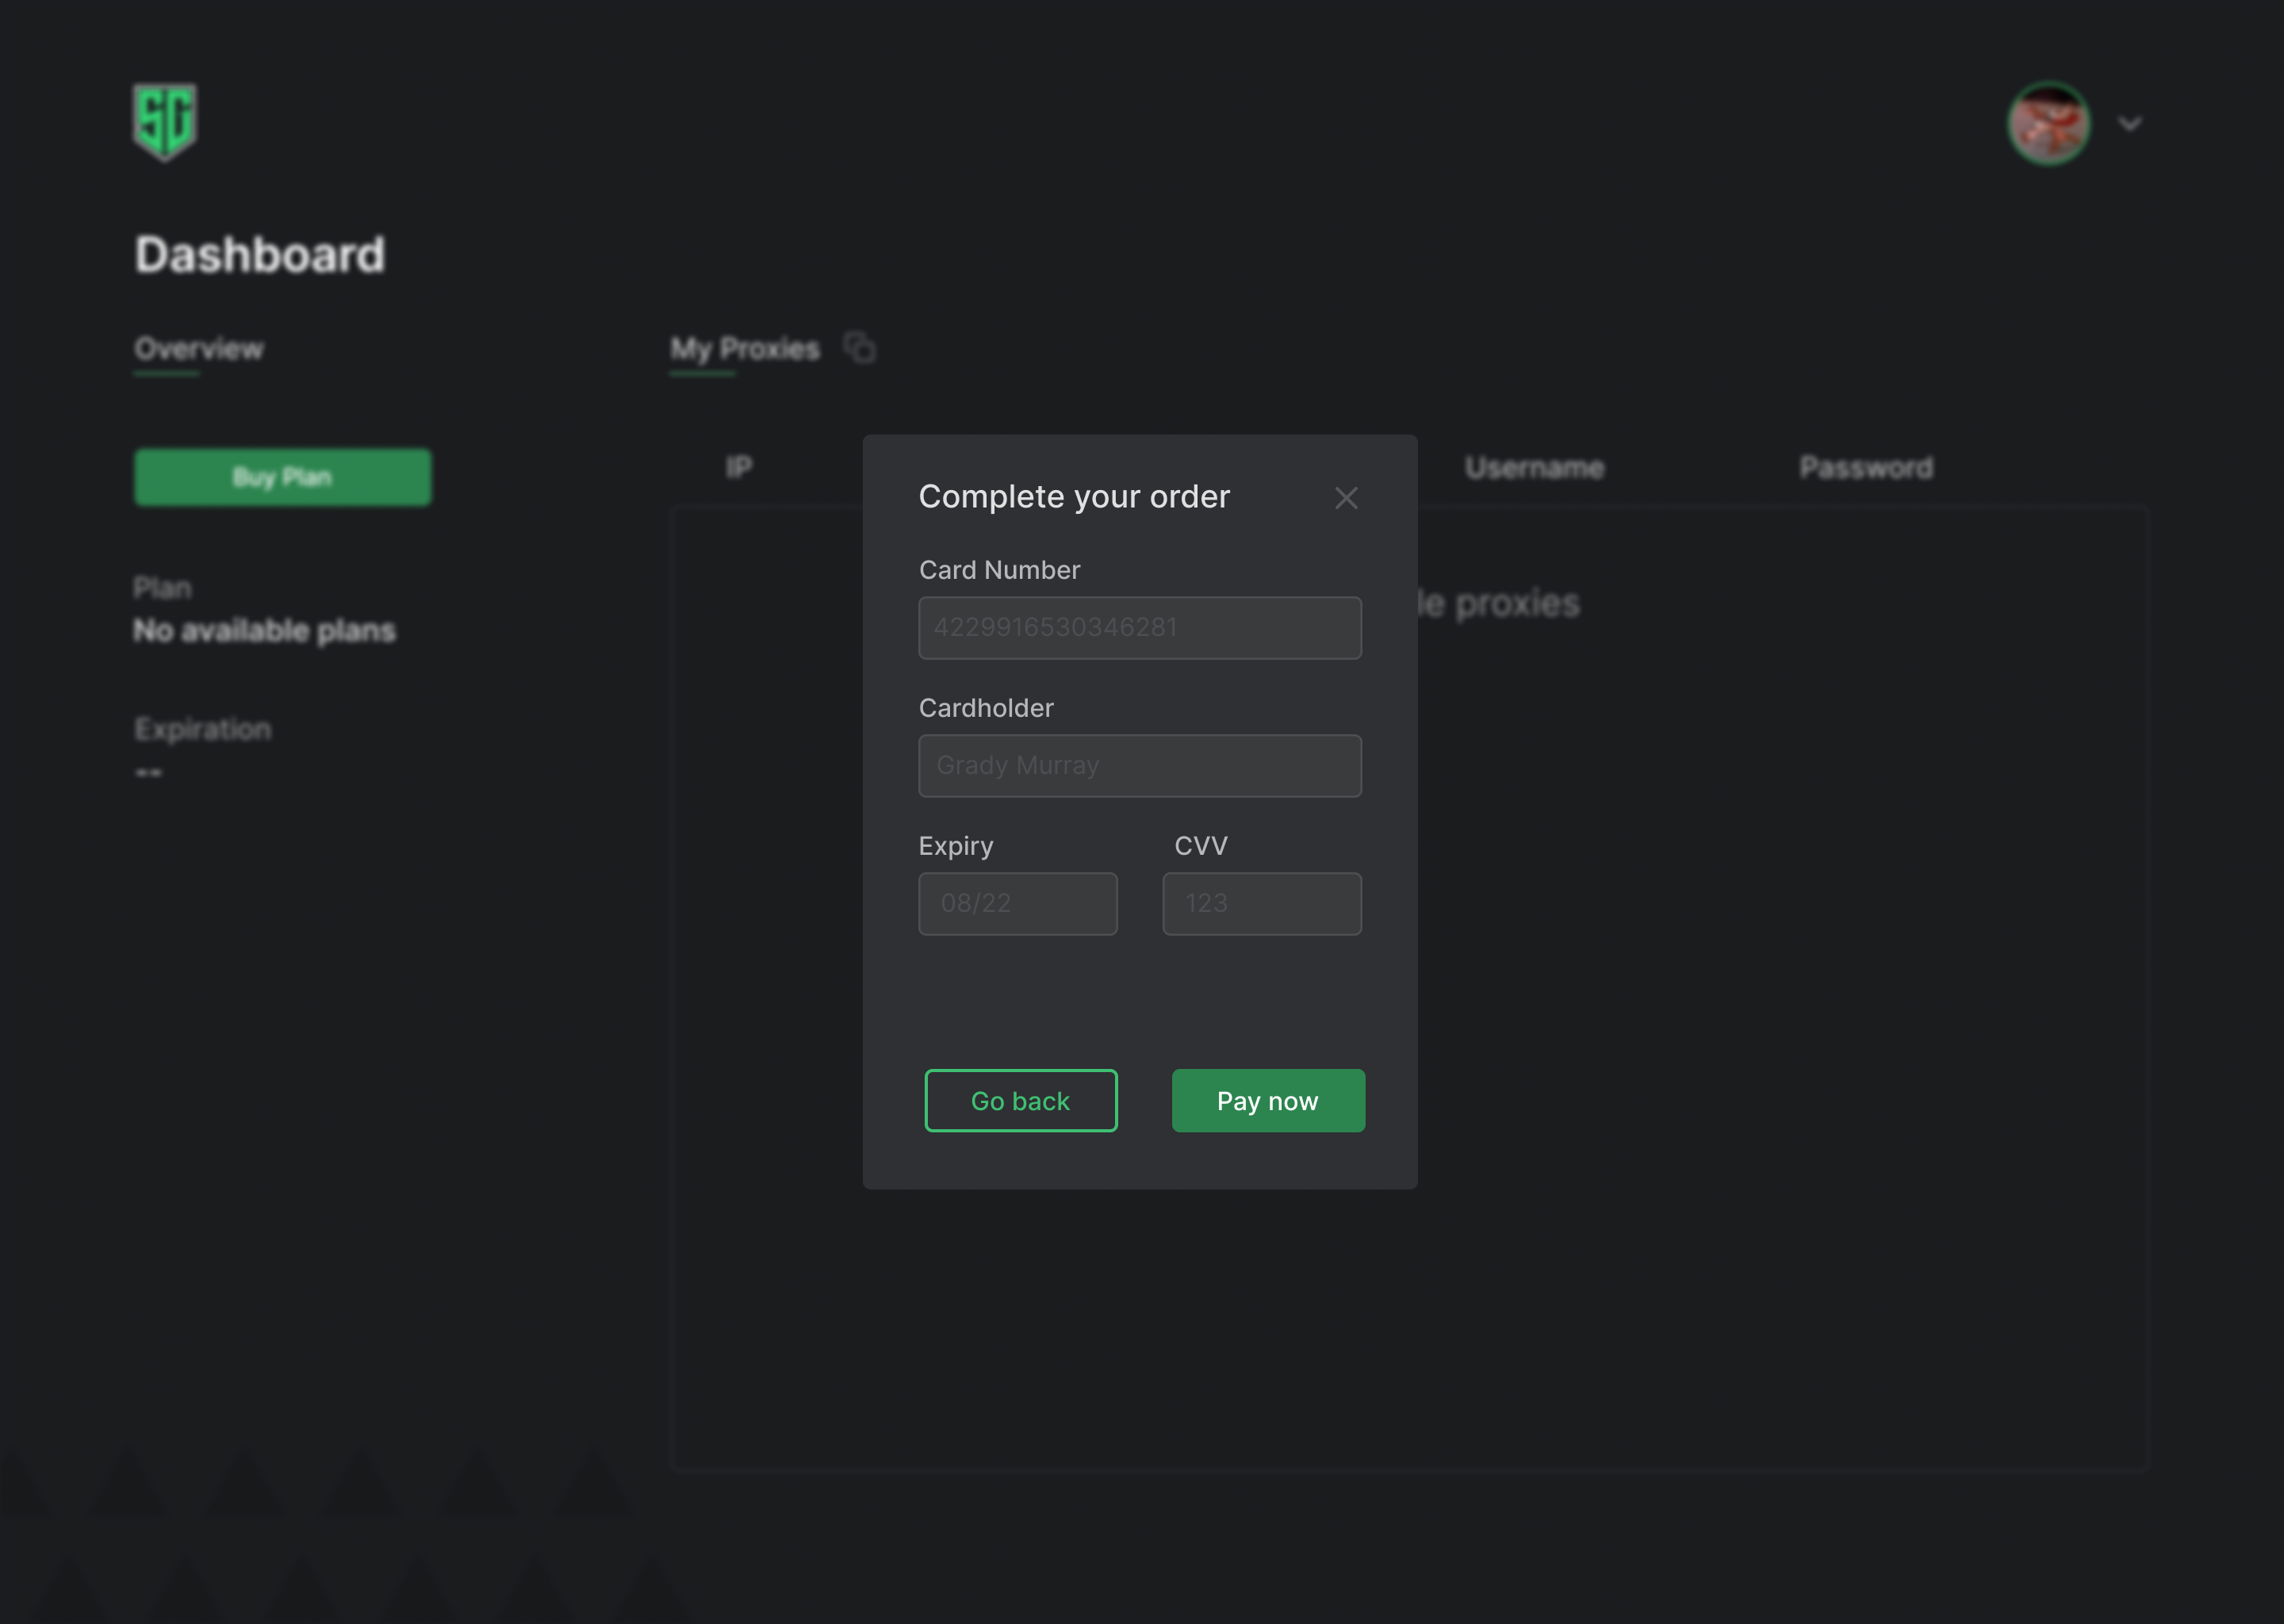 SG
Dashboard
Overview
My Proxies
Buy Plan
IP
Username
Password
Plan
No available plans
Expiration
--
proxies
Complete your order
Card Number
4229916530346281
Cardholder
Grady Murray
Expiry
CVV
08/22
123
Go back
Pay now